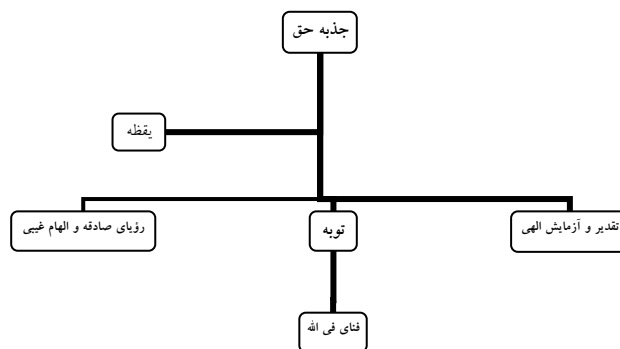 جذبه حق
یقظه
تقدیر و آزمایش الهی
توبه
رؤیای صادقه و الهام غیبی
فنای فی الله